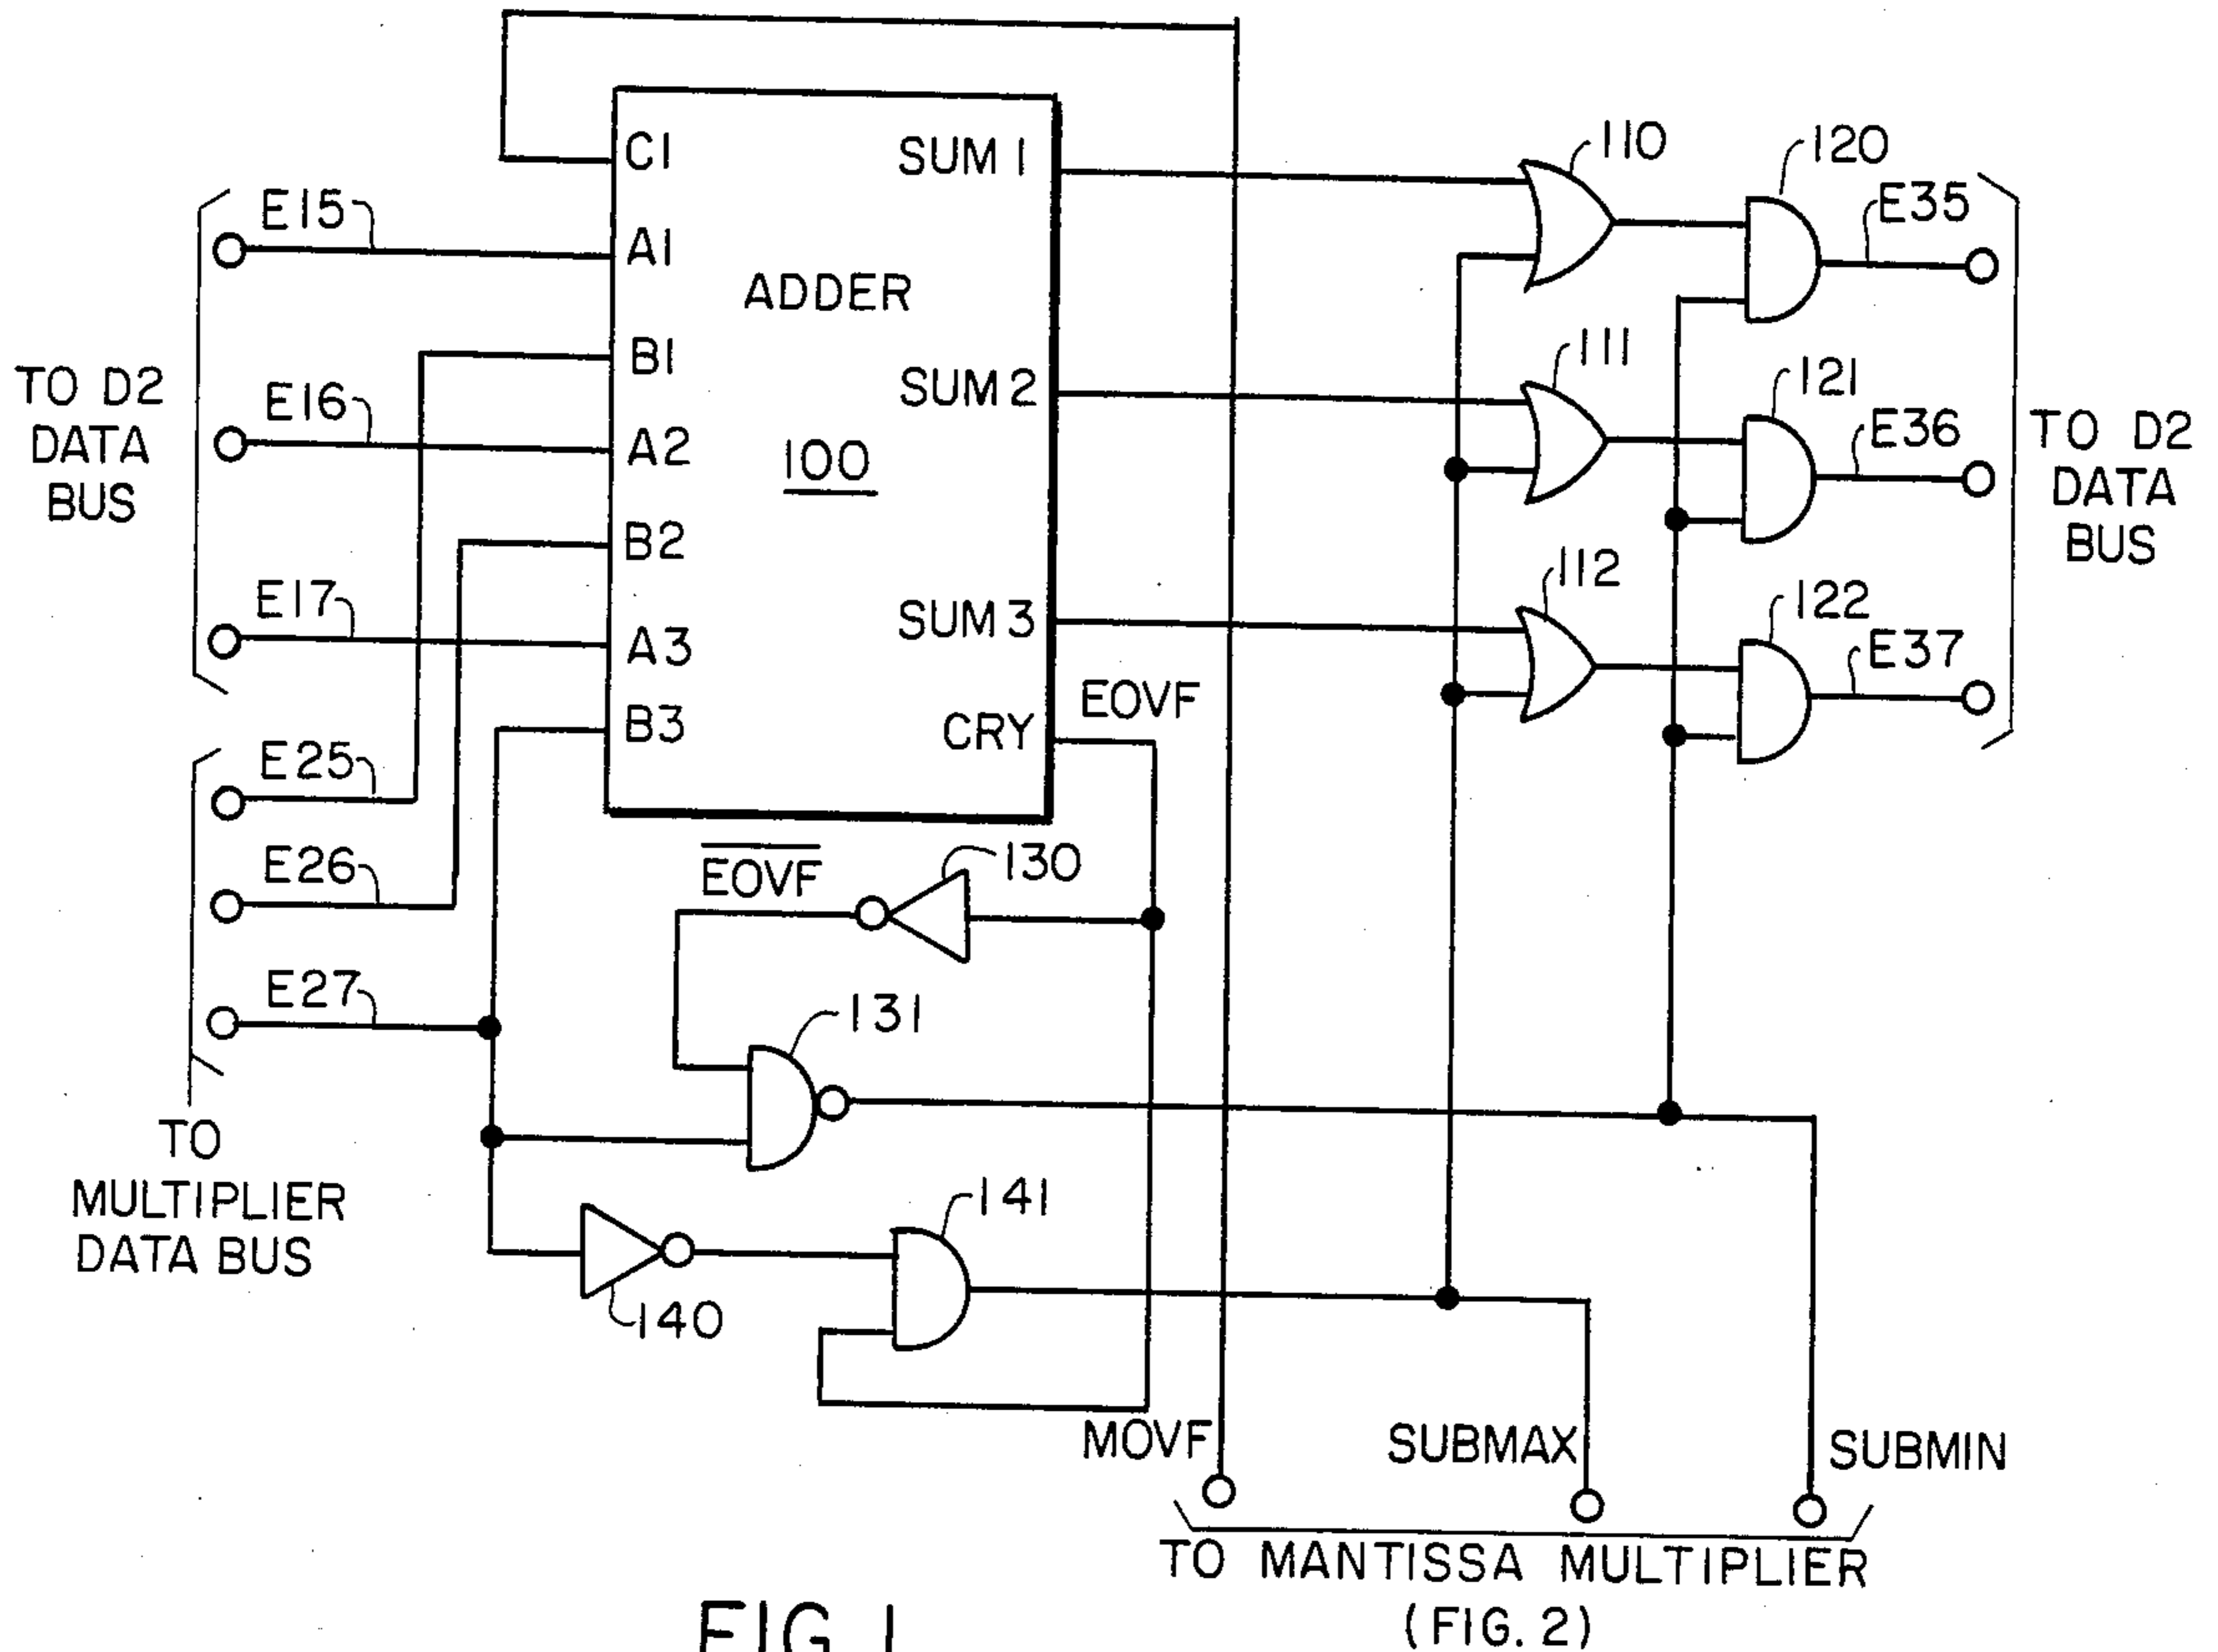 C1
SUM 1
110
120
E15
E35
A1
ADDER
111
B1
121
TO D2
DATA
BUS
E16
SUM 2
A2
100
E36
TO D2
DATA
BUS
B2
112
E17
SUM 3
122
A3
E37
EOVF
B3
CRY
E25
EOVF
130
E26
E27
131
TO
MULTIPLIER
DATA BUS
141
140
MOVF
SUBMAX
SUBMIN
TO MANTISSA MULTIPLIER
(FIG. 2)
FIG. 1